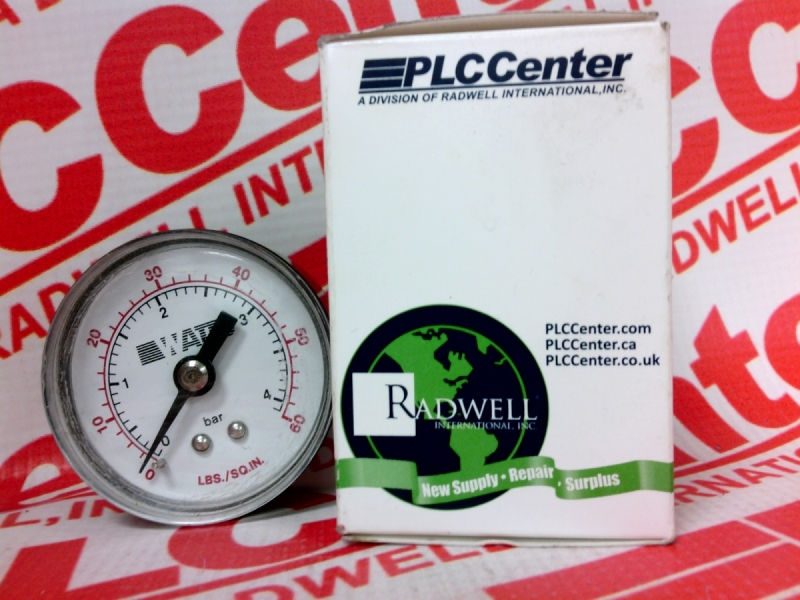 PLCCenter
A DIVISION OF RADWELL INTERNATIONAL, INC.
PLCCenter.com
PLCCenter.ca
PLCCenter.co.uk
RADWELL
INTERNATIONAL, INC
New Supply • Repair • Surplus
0 10 20 30 40 50 60
0 1 2 3 4
bar
LBS./SQ.IN.